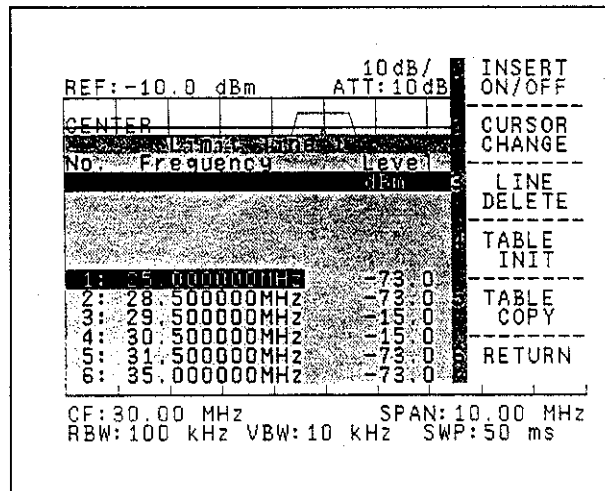 10dB/
REF:-10.0 dBm ATT:10dB
CENTER
Limit Line 1
No. Frequency Level
dBm
1: 25.000000MHz -73.0
2: 28.500000MHz -73.0
3: 29.500000MHz -15.0
4: 30.500000MHz -15.0
5: 31.500000MHz -73.0
6: 35.000000MHz -73.0
CF:30.00 MHz SPAN:10.00 MHz
RBW:100 kHz VBW:10 kHz SWP:50 ms
INSERT
ON/OFF
CURSOR
CHANGE
LINE
DELETE
TABLE
INIT
TABLE
COPY
RETURN